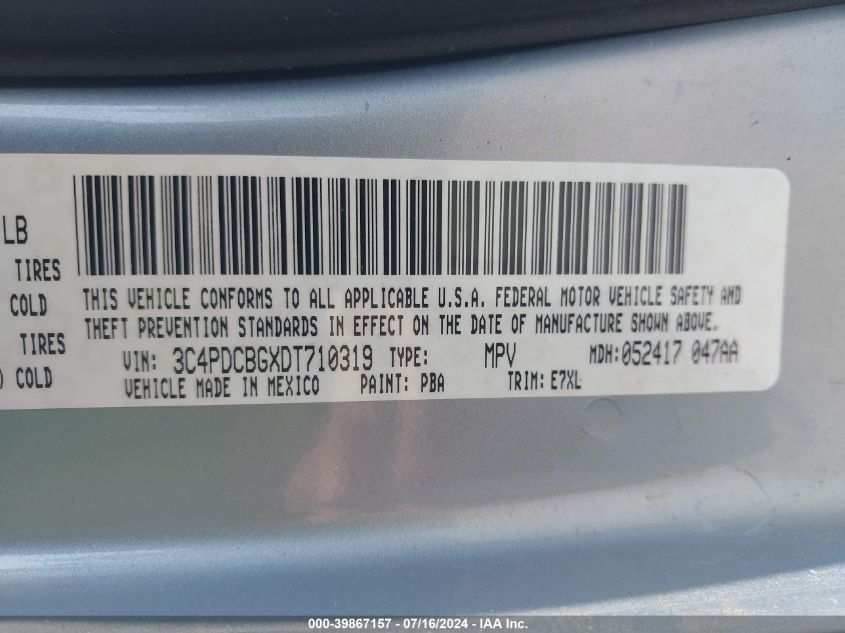 LB
TIRES
COLD
TIRES
) COLD
THIS VEHICLE CONFORMS TO ALL APPLICABLE U.S.A. FEDERAL MOTOR VEHICLE SAFETY AND
THEFT PREVENTION STANDARDS IN EFFECT ON THE DATE OF MANUFACTURE SHOWN ABOVE.
VIN: 3C4PDCBGXDT710319 TYPE: MPV MDH:052417 047AA
VEHICLE MADE IN MEXICO PAINT: PBA TRIM: E7XL
000-39867157 - 07/16/2024 - IAA, Inc.